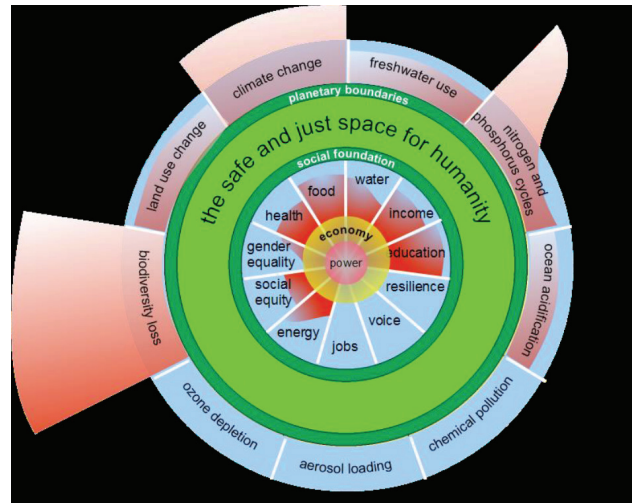 climate change
freshwater use
nitrogen and
phosphorus cycles
ocean acidification
chemical pollution
aerosol loading
ozone depletion
biodiversity loss
land use change
planetary boundaries
the safe and just space for humanity
social foundation
water
income
education
resilience
voice
jobs
energy
social
equity
gender
equality
health
food
economy
power